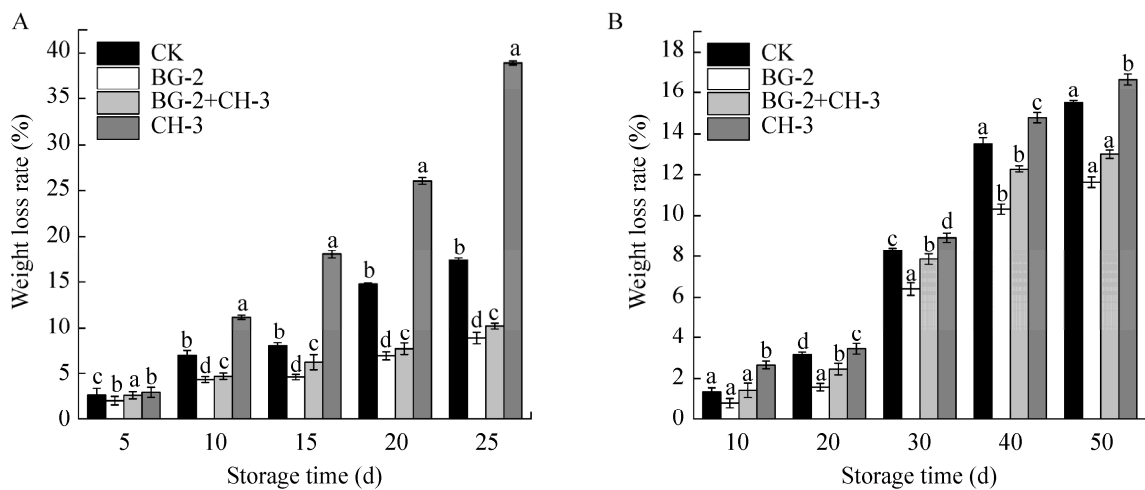 A
Weight loss rate (%)
40
35
30
25
20
15
10
5
0
CK
BG-2
BG-2+CH-3
CH-3
c b a b
b d c a
b d c a
b d c a
b d c a
5 10 15 20 25
Storage time (d)
B
Weight loss rate (%)
18
16
14
12
10
8
6
4
2
0
CK
BG-2
BG-2+CH-3
CH-3
a a a b
d a b c
c a b d
a b b c
a a a b
10 20 30 40 50
Storage time (d)